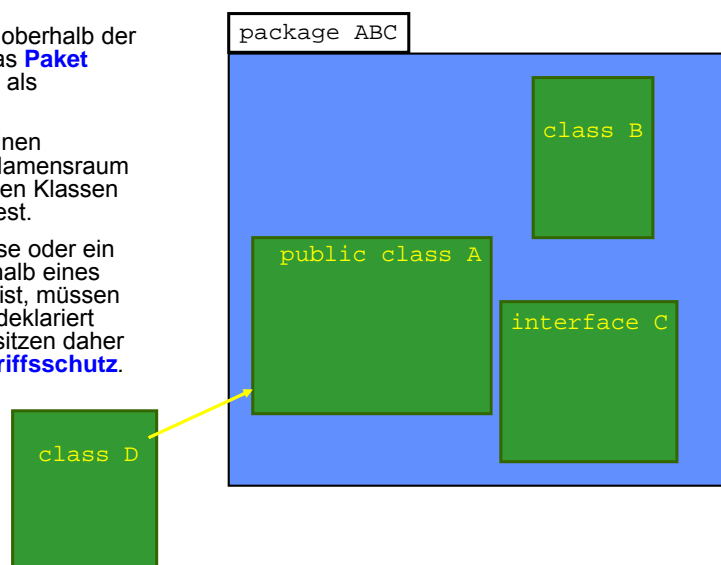 oberhalb der
as Paket
als
nen
Namensraum
en Klassen
est.
se oder ein
halb eines
ist, müssen
deklariert
sitzen daher
riffsschutz.
package ABC
class B
public class A
interface C
class D